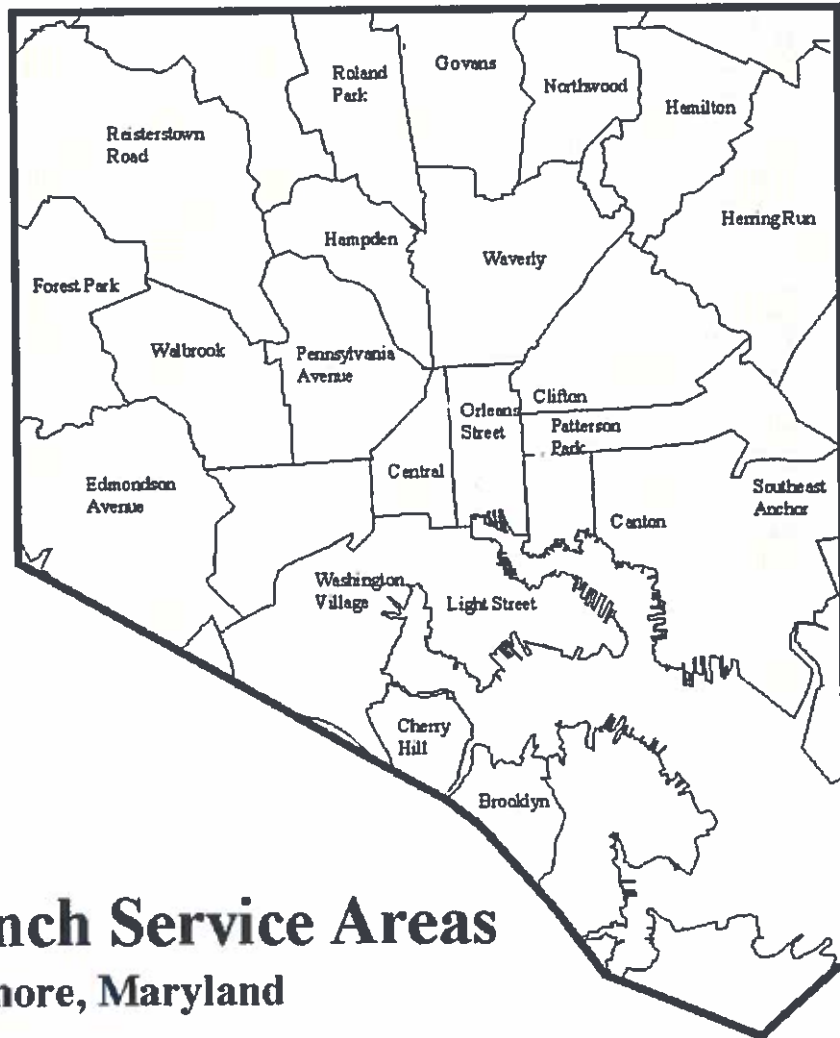 Govans
Roland
Park
Northwood
Hamilton
Reisterstown
Road
Herring Run
Hampden
Waverly
Forest Park
Walbrook
Pennsylvania
Avenue
Clifton
Orleans
Street
Patterson
Park
Central
Edmondson
Avenue
Southeast
Anchor
Canton
Washington
Village
Light Street
Cherry
Hill
Brooklyn
nch Service Areas
nore, Maryland